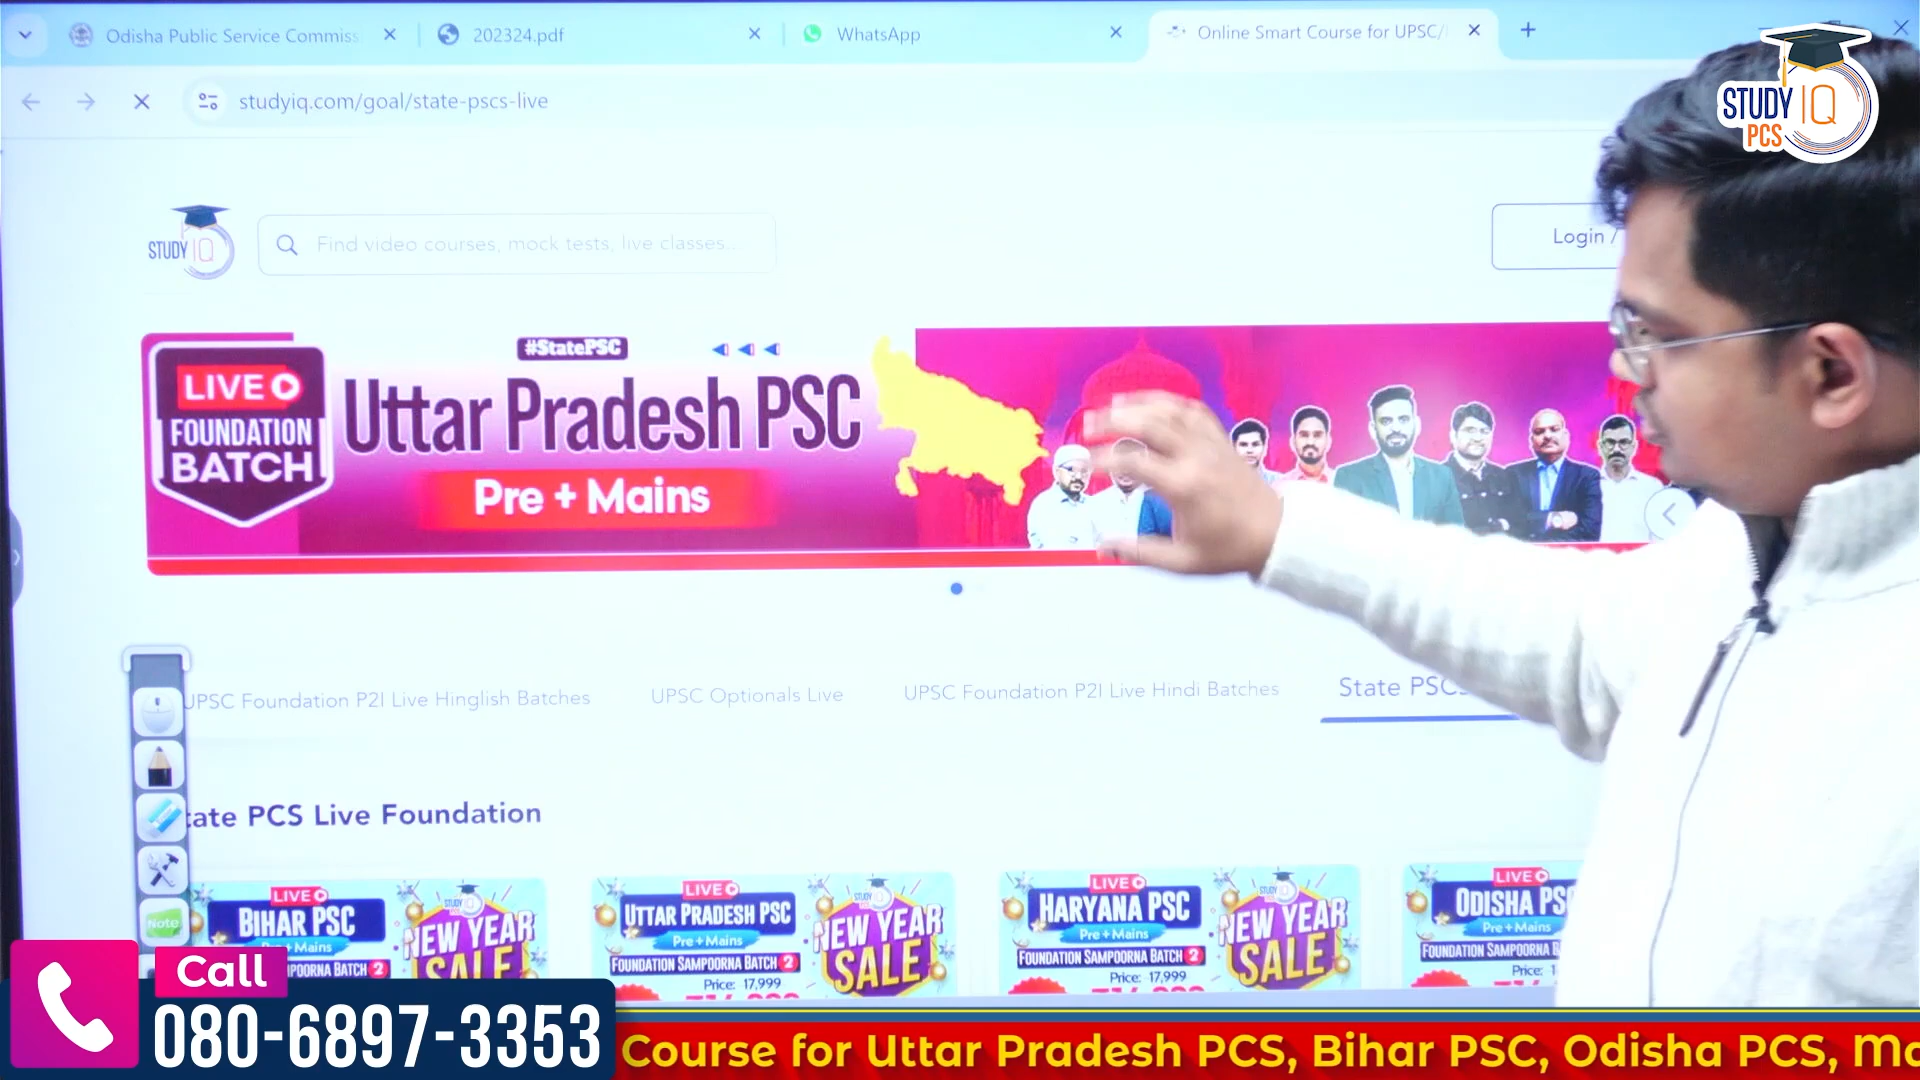 Odisha Public Service Commiss
202324.pdf
WhatsApp
Online Smart Course for UPSC/
studyiq.com/goal/state-pscs-live
STUDY IQ
PCS
STUDY IQ
Find video courses, mock tests, live classes...
Login /
LIVE
FOUNDATION
BATCH
#StatePSC
Uttar Pradesh PSC
Pre + Mains
UPSC Foundation P2I Live Hinglish Batches
UPSC Optionals Live
UPSC Foundation P2I Live Hindi Batches
State PSCs
tate PCS Live Foundation
LIVE
BIHAR PSC
Pre+Mains
OORNA BATCH 2
NEW YEAR
SALE
LIVE
UTTAR PRADESH PSC
Pre+Mains
FOUNDATION SAMPOORNA BATCH 2
Price: 17,999
NEW YEAR
SALE
LIVE
HARYANA PSC
Pre+Mains
FOUNDATION SAMPOORNA BATCH 2
Price: 17,999
NEW YEAR
SALE
LIVE
ODISHA PS
Pre+Mains
FOUNDATION SAMPOORNA B
Price: 1
Note
Call
080-6897-3353
Course for Uttar Pradesh PCS, Bihar PSC, Odisha PCS, Ma